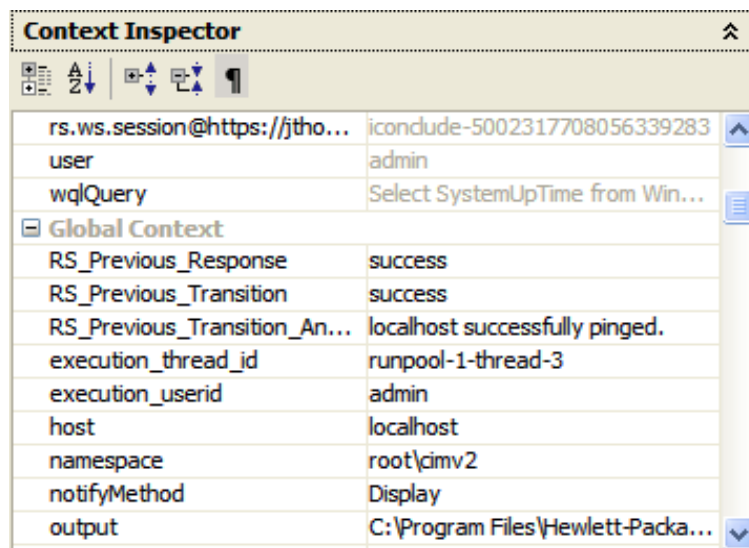 Context Inspector
rs.ws.session@https://jtho... iconclude-5002317708056339283
user admin
wqlQuery Select SystemUpTime from Win...
Global Context
RS_Previous_Response success
RS_Previous_Transition success
RS_Previous_Transition_An... localhost successfully pinged.
execution_thread_id runpool-1-thread-3
execution_userid admin
host localhost
namespace root\cimv2
notifyMethod Display
output C:\Program Files\Hewlett-Packa...